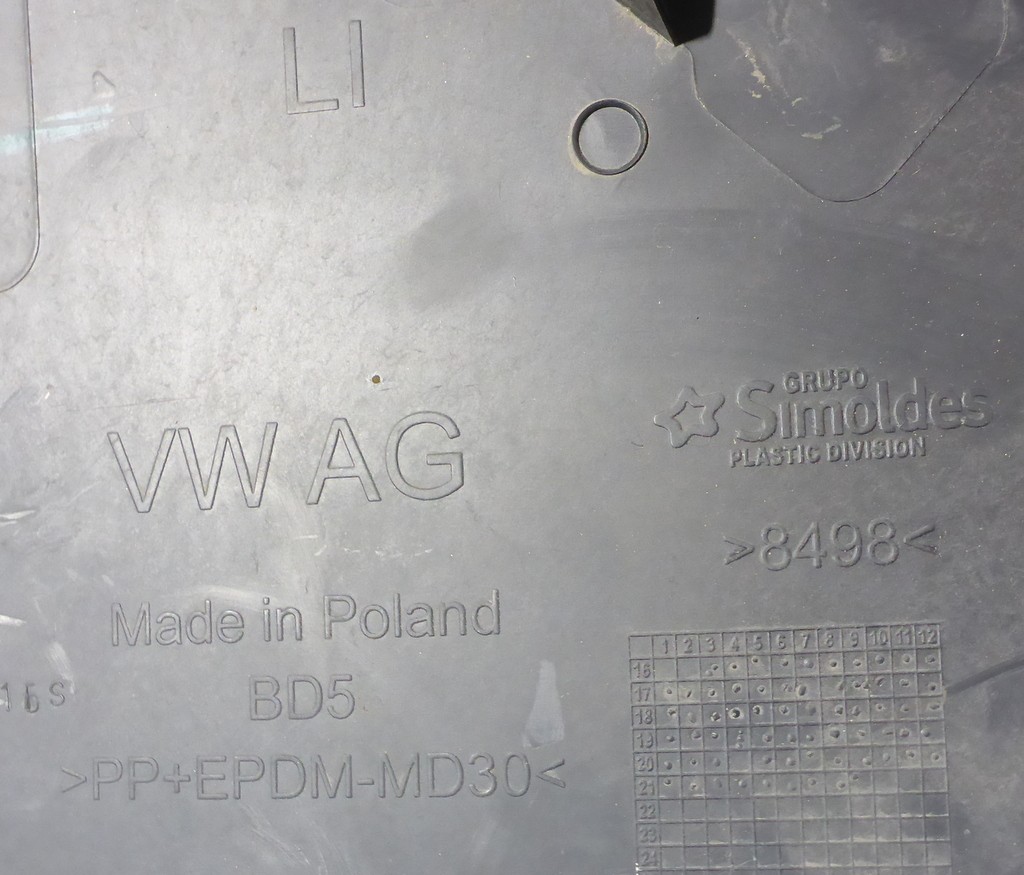 LI
GRUPO
Simoldes
PLASTIC DIVISION
VW AG
>8498<
Made in Poland
BD5
>PP+EPDM-MD30<
1 2 3 4 5 6 7 8 9 10 11 12
16
17
18
19
20
21
22
23
24